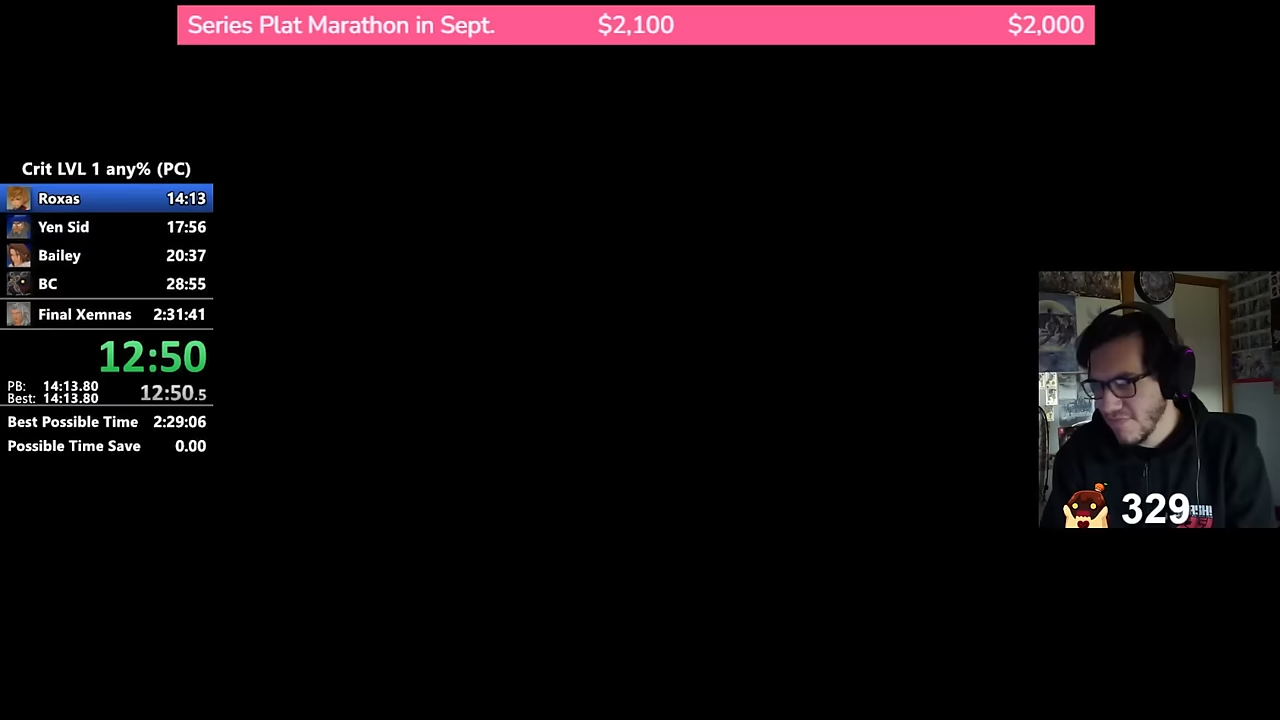 Series Plat Marathon in Sept. $2,100 $2,000
Crit LVL 1 any% (PC)
Roxas 14:13
Yen Sid 17:56
Bailey 20:37
BC 28:55
Final Xemnas 2:31:41
12:50
PB: 14:13.80
Best: 14:13.80
12:50.5
Best Possible Time 2:29:06
Possible Time Save 0.00
329